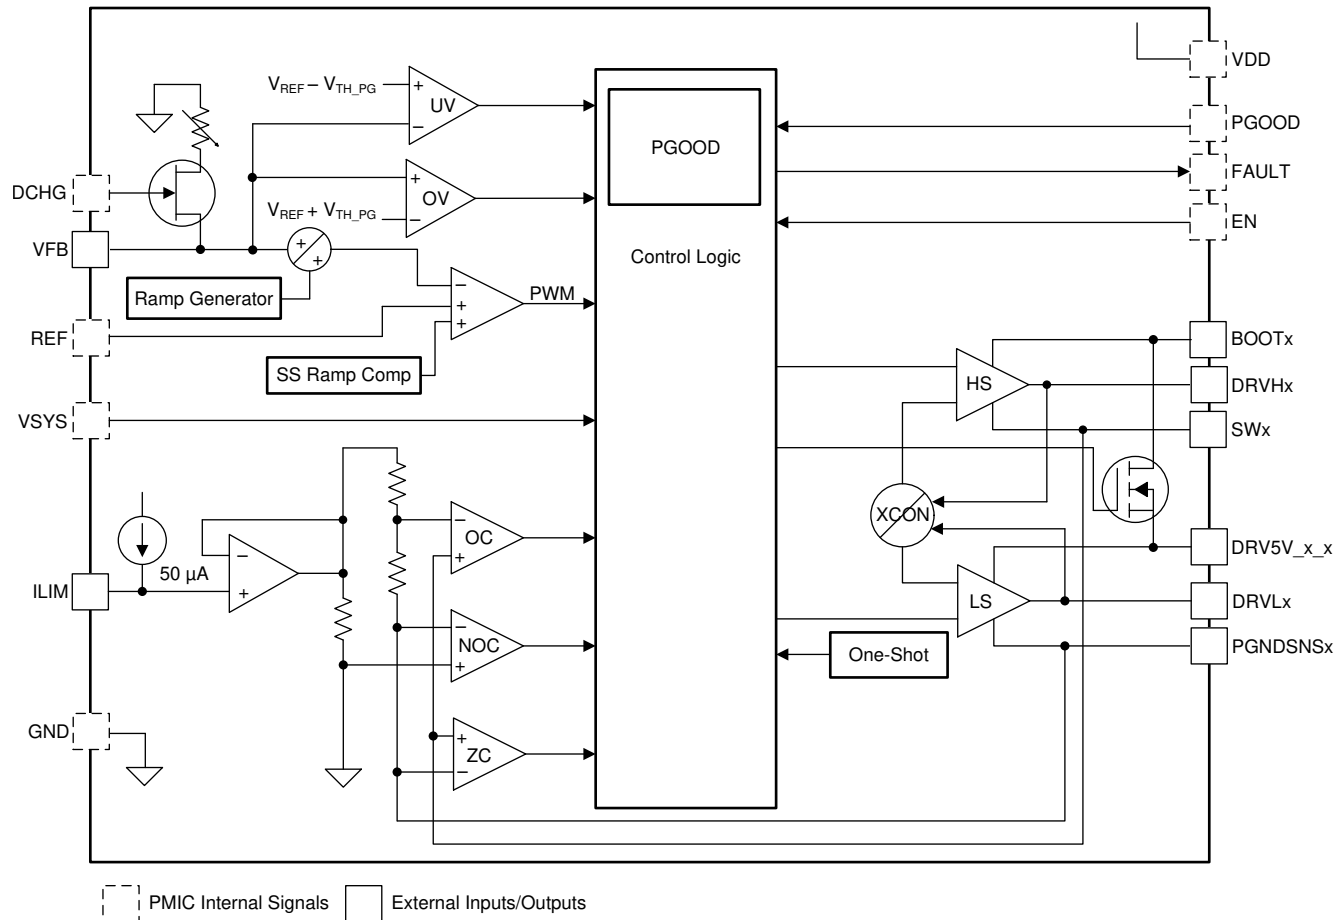 VDD
V_REF – V_TH_PG
+
UV
–
PGOOD
PGOOD
FAULT
DCHG
+
OV
V_REF + V_TH_PG
–
EN
VFB
+
+
Control Logic
Ramp Generator
–
PWM
+
REF
+
BOOTx
SS Ramp Comp
HS
DRVHx
VSYS
SWx
–
OC
XCON
+
–
50 µA
DRV5V_x_x
ILIM
+
LS
DRVLx
–
NOC
+
One-Shot
PGNDSNSx
GND
+
ZC
–
PMIC Internal Signals
External Inputs/Outputs